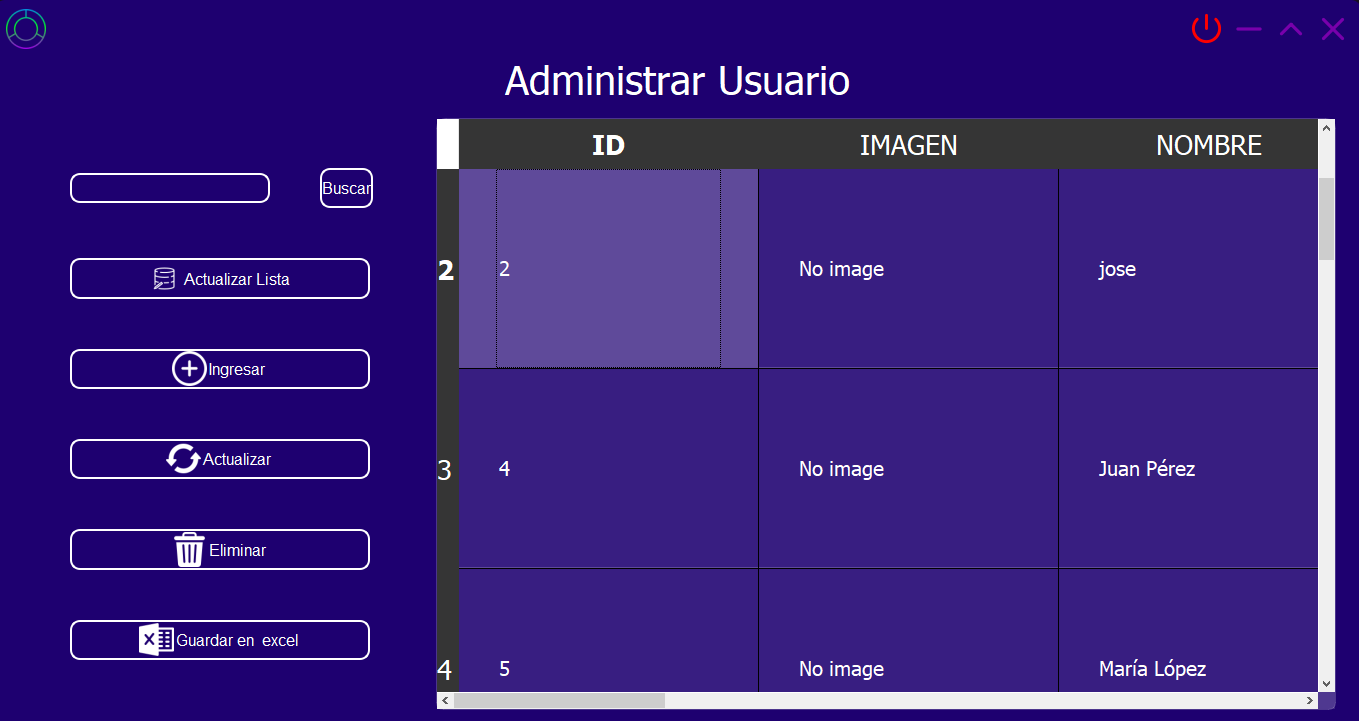 Administrar Usuario
Buscar
Actualizar Lista
Ingresar
Actualizar
Eliminar
Guardar en excel
ID IMAGEN NOMBRE
2 2 No image jose
3 4 No image Juan Pérez
4 5 No image María López